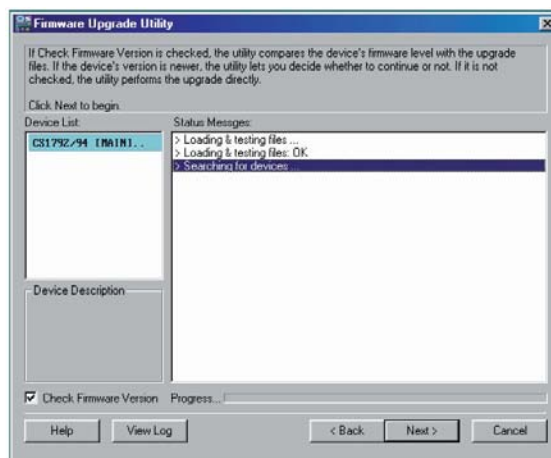 Firmware Upgrade Utility
If Check Firmware Version is checked, the utility compares the device's firmware level with the upgrade
files. If the device's version is newer, the utility lets you decide whether to continue or not. If it is not
checked, the utility performs the upgrade directly.
Click Next to begin.
Device List:
CS1792/94 [MAIN]..
Status Messges:
> Loading & testing files ...
> Loading & testing files: OK
> Searching for devices ...
Device Description
Check Firmware Version
Progress...
Help
View Log
< Back
Next >
Cancel